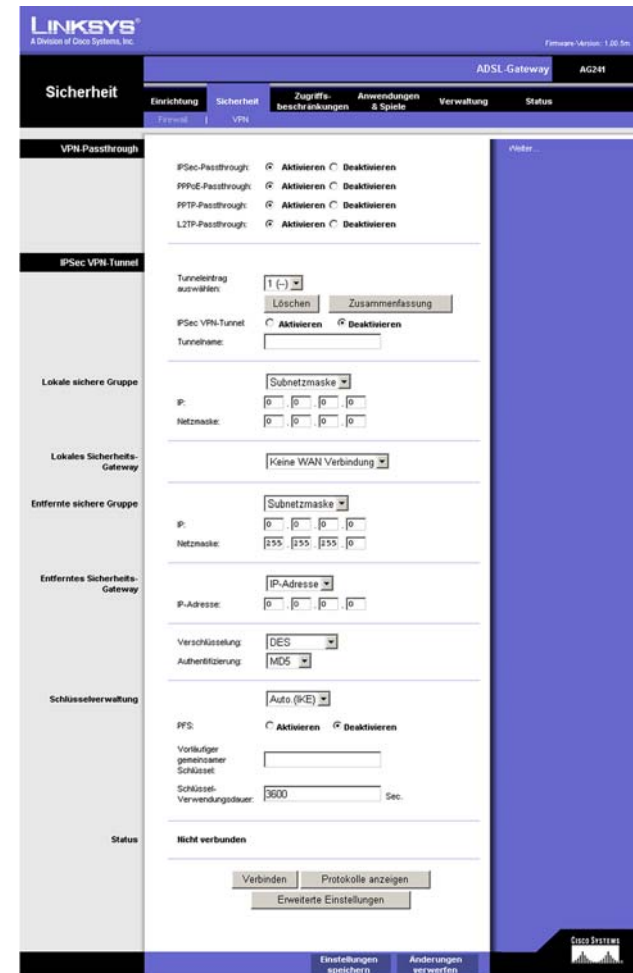 LINKSYS®
A Division of Cisco Systems, Inc.
Firmware-Version: 1.00.5m
ADSL-Gateway AG241
Sicherheit
Einrichtung Sicherheit Zugriffs-beschränkungen Anwendungen & Spiele Verwaltung Status
Firewall | VPN
VPN-Passthrough
Weiter...
IPSec-Passthrough: Aktivieren Deaktivieren
PPPoE-Passthrough: Aktivieren Deaktivieren
PPTP-Passthrough: Aktivieren Deaktivieren
L2TP-Passthrough: Aktivieren Deaktivieren
IPSec VPN-Tunnel
Tunneleintrag auswählen: 1 (--)
Löschen Zusammenfassung
IPSec VPN-Tunnel Aktivieren Deaktivieren
Tunnelname:
Lokale sichere Gruppe Subnetzmaske
IP: 0 . 0 . 0 . 0
Netzmaske: 0 . 0 . 0 . 0
Lokales Sicherheits-Gateway Keine WAN Verbindung
Entfernte sichere Gruppe Subnetzmaske
IP: 0 . 0 . 0 . 0
Netzmaske: 255 . 255 . 255 . 0
Entferntes Sicherheits-Gateway IP-Adresse
IP-Adresse: 0 . 0 . 0 . 0
Verschlüsselung: DES
Authentifizierung: MD5
Schlüsselverwaltung Auto.(IKE)
PFS: Aktivieren Deaktivieren
Vorläufiger gemeinsamer Schlüssel:
Schlüssel-Verwendungsdauer: 3600 Sec.
Status Nicht verbunden
Verbinden Protokolle anzeigen
Erweiterte Einstellungen
Einstellungen speichern Änderungen verwerfen
CISCO SYSTEMS